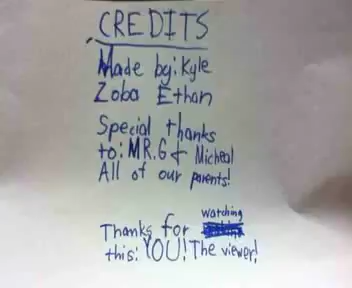 CREDITS
Made by: Kyle
Zoba Ethan
Special thanks
to: MR.G & Micheal
All of our parents!
Thanks for watching
this: YOU! The viewer!